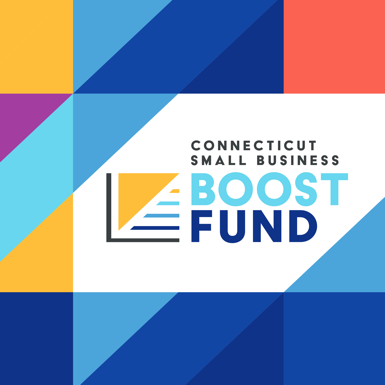 CONNECTICUT
SMALL BUSINESS
BOOST
FUND